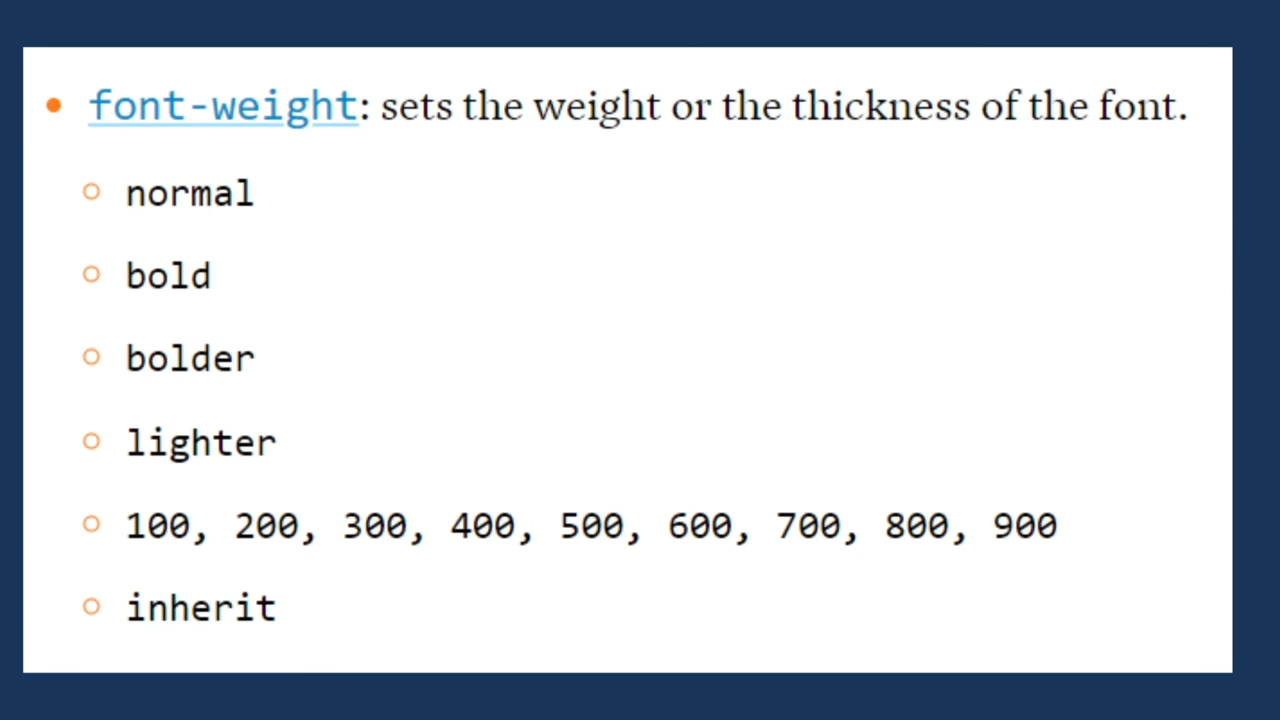 font-weight: sets the weight or the thickness of the font.
normal
bold
bolder
lighter
100, 200, 300, 400, 500, 600, 700, 800, 900
inherit